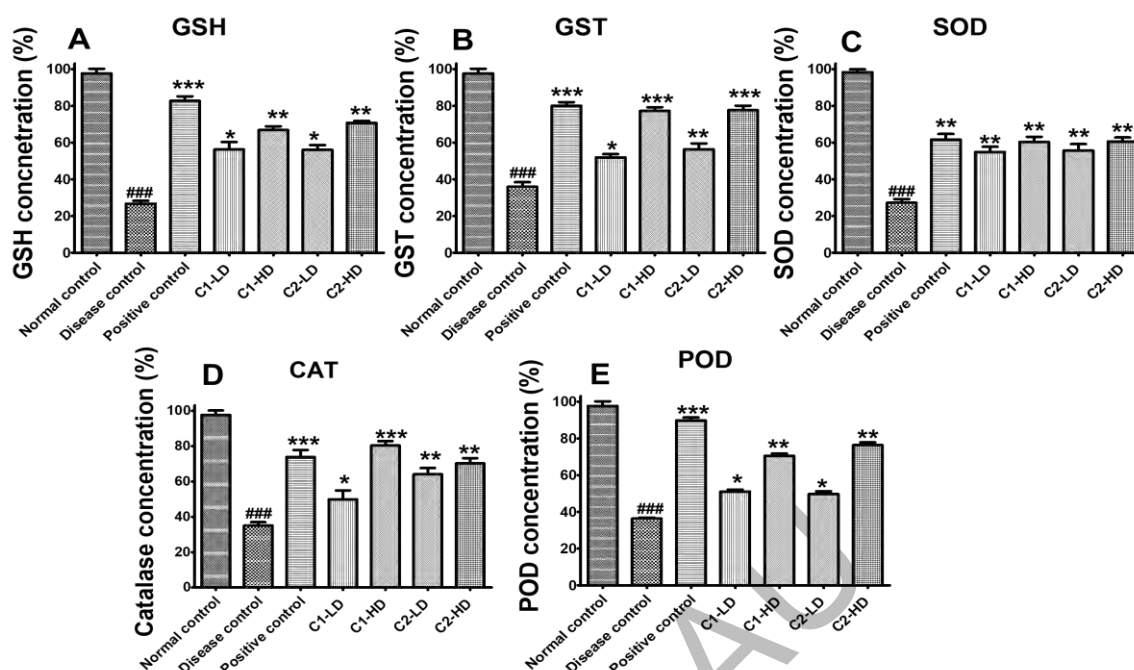 A GSH
GSH concnetration (%)
100
80
60
40
20
0
###
***
*
**
*
**
Normal control
Disease control
Positive control
C1-LD
C1-HD
C2-LD
C2-HD
B GST
GST concentration (%)
100
80
60
40
20
0
###
***
*
***
**
***
Normal control
Disease control
Positive control
C1-LD
C1-HD
C2-LD
C2-HD
C SOD
SOD concentration (%)
100
80
60
40
20
0
###
**
**
**
**
**
Normal control
Disease control
Positive control
C1-LD
C1-HD
C2-LD
C2-HD
D CAT
Catalase concentration (%)
100
80
60
40
20
0
###
***
*
***
**
**
Normal control
Disease control
Positive control
C1-LD
C1-HD
C2-LD
C2-HD
E POD
POD concentration (%)
100
80
60
40
20
0
###
***
*
**
*
**
Normal control
Disease control
Positive control
C1-LD
C1-HD
C2-LD
C2-HD